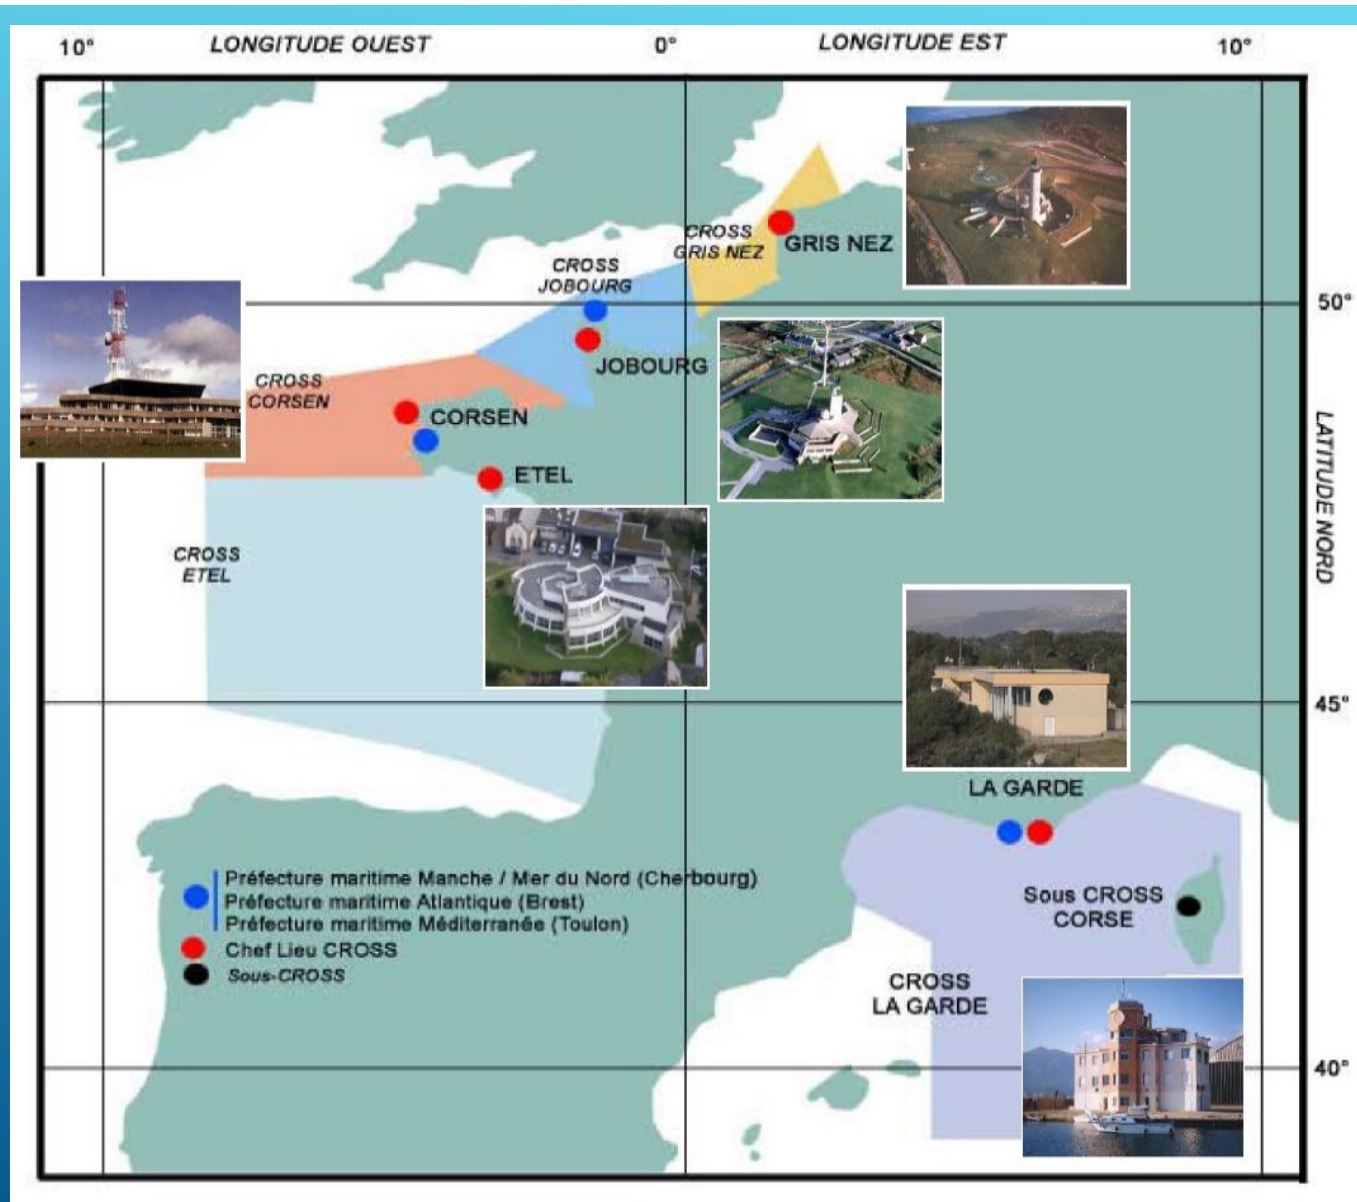 10°
LONGITUDE OUEST
0°
LONGITUDE EST
10°
CROSS
GRIS NEZ
GRIS NEZ
CROSS
JOBOURG
50°
JOBOURG
CROSS
CORSEN
CORSEN
ETEL
LATITUDE NORD
CROSS
ETEL
45°
LA GARDE
Préfecture maritime Manche / Mer du Nord (Cherbourg)
Préfecture maritime Atlantique (Brest)
Préfecture maritime Méditerranée (Toulon)
Chef Lieu CROSS
Sous-CROSS
Sous CROSS
CORSE
CROSS
LA GARDE
40°